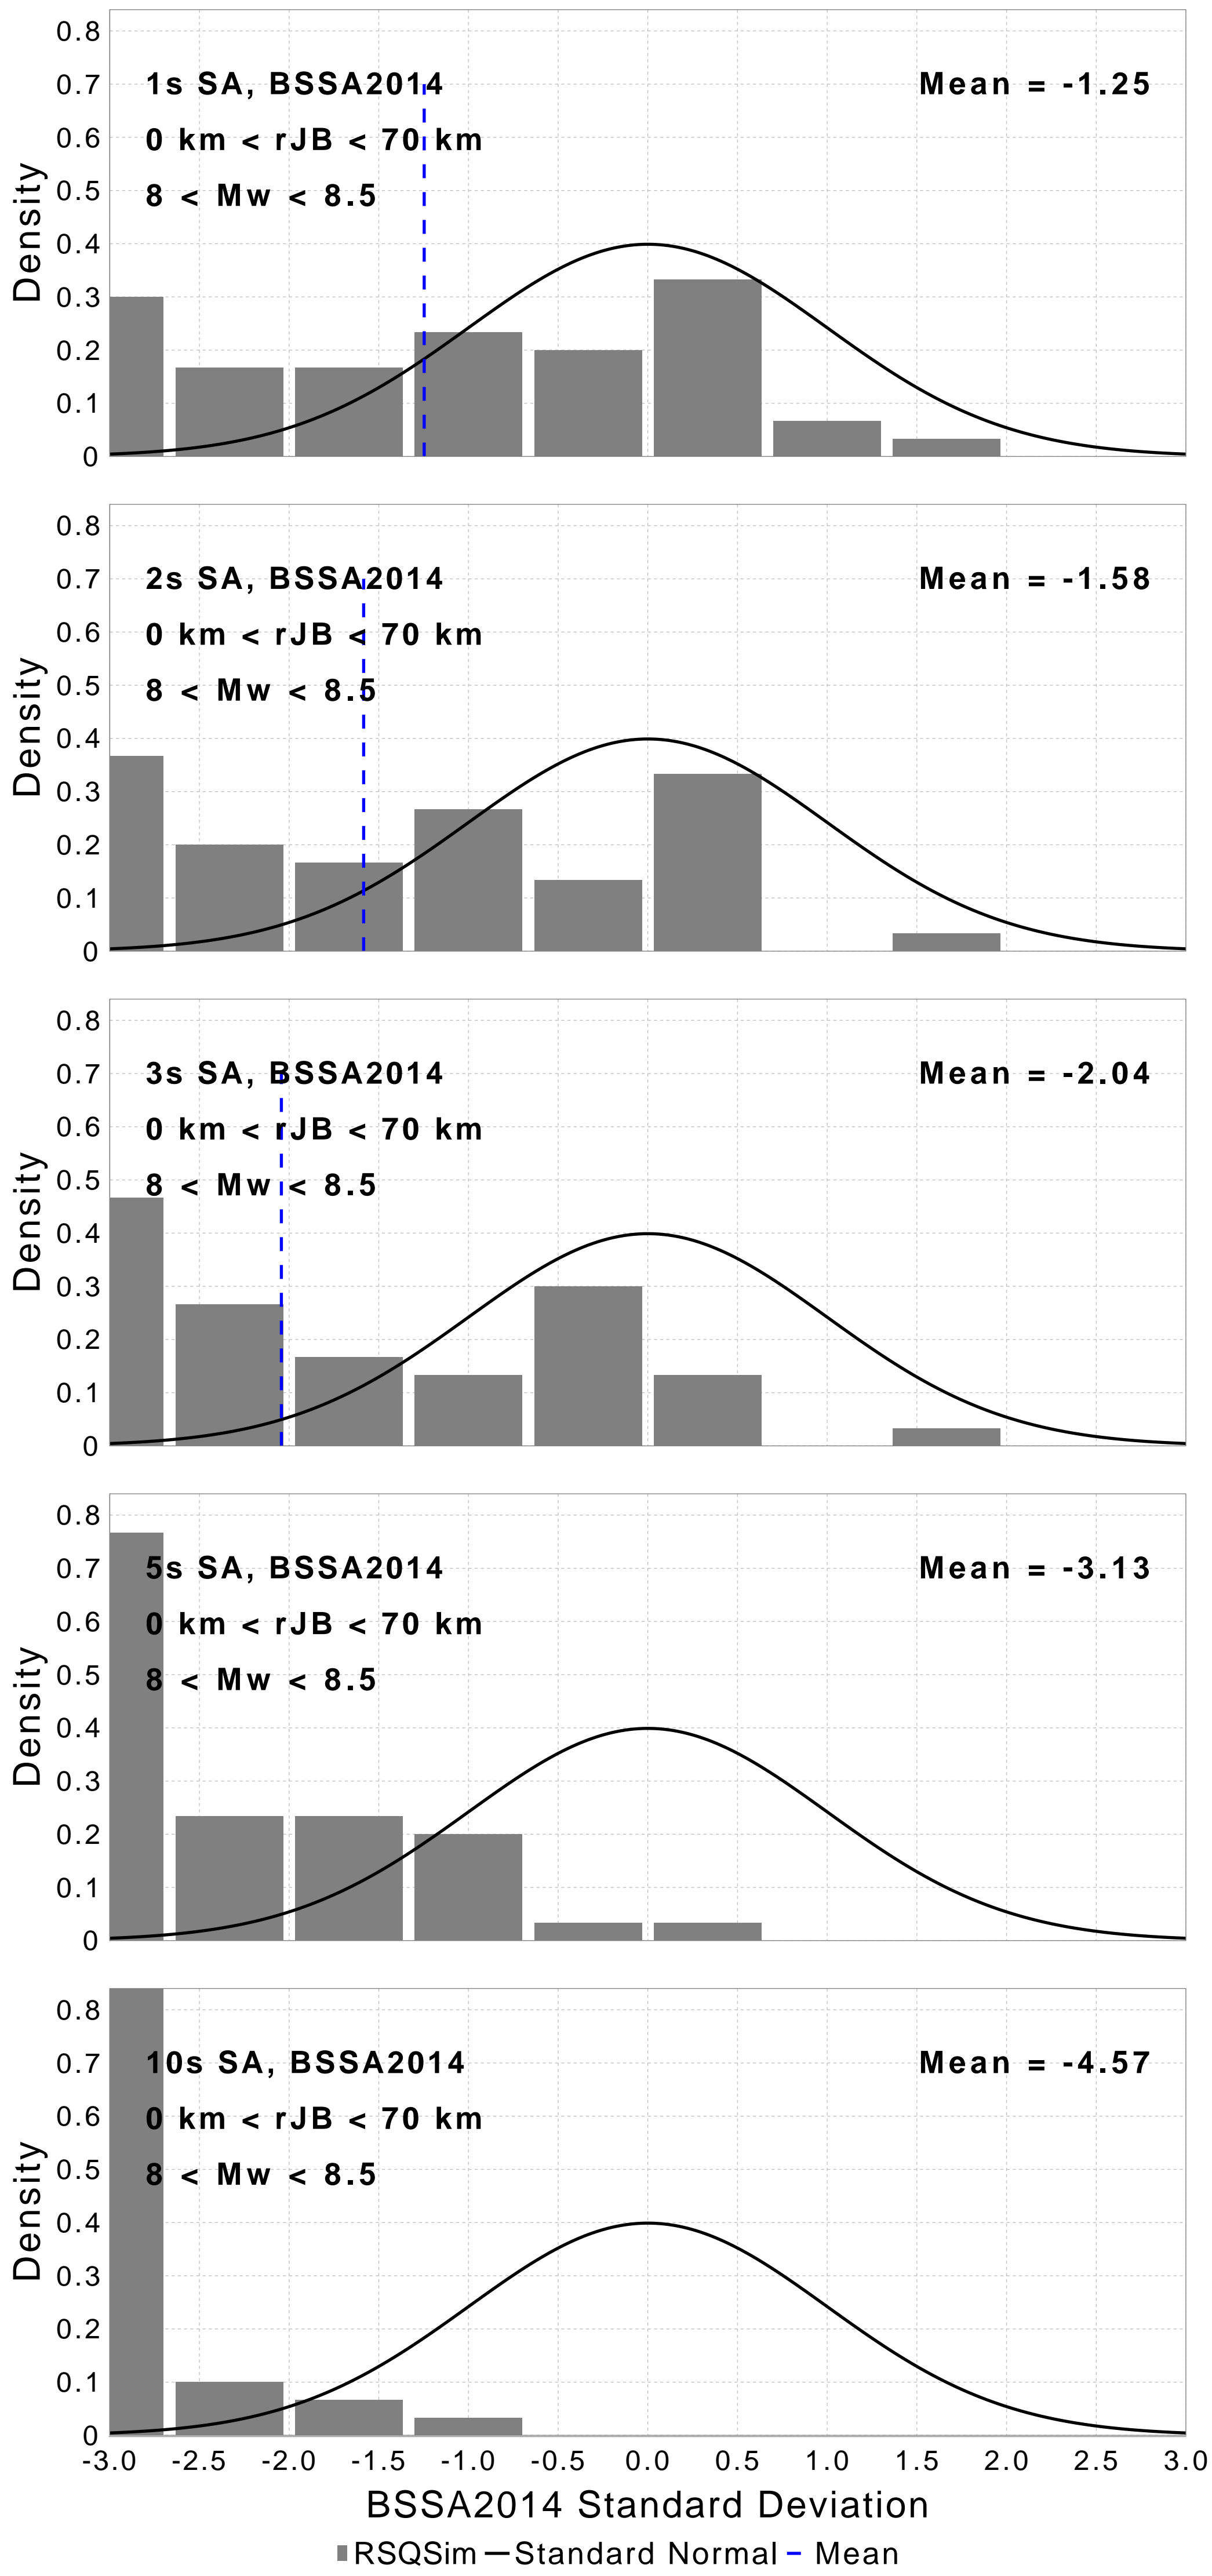 0.8
0.7
0.6
0.5
0.4
0.3
0.2
0.1
0
Density
1s SA, BSSA2014
Mean = -1.25
0 km < rJB < 70 km
8 < Mw < 8.5
0.8
0.7
0.6
0.5
0.4
0.3
0.2
0.1
0
Density
2s SA, BSSA2014
Mean = -1.58
0 km < rJB < 70 km
8 < Mw < 8.5
0.8
0.7
0.6
0.5
0.4
0.3
0.2
0.1
0
Density
3s SA, BSSA2014
Mean = -2.04
0 km < rJB < 70 km
8 < Mw < 8.5
0.8
0.7
0.6
0.5
0.4
0.3
0.2
0.1
0
Density
5s SA, BSSA2014
Mean = -3.13
0 km < rJB < 70 km
8 < Mw < 8.5
0.8
0.7
0.6
0.5
0.4
0.3
0.2
0.1
0
Density
10s SA, BSSA2014
Mean = -4.57
0 km < rJB < 70 km
8 < Mw < 8.5
-3.0 -2.5 -2.0 -1.5 -1.0 -0.5 0.0 0.5 1.0 1.5 2.0 2.5 3.0
BSSA2014 Standard Deviation
RSQSim Standard Normal Mean